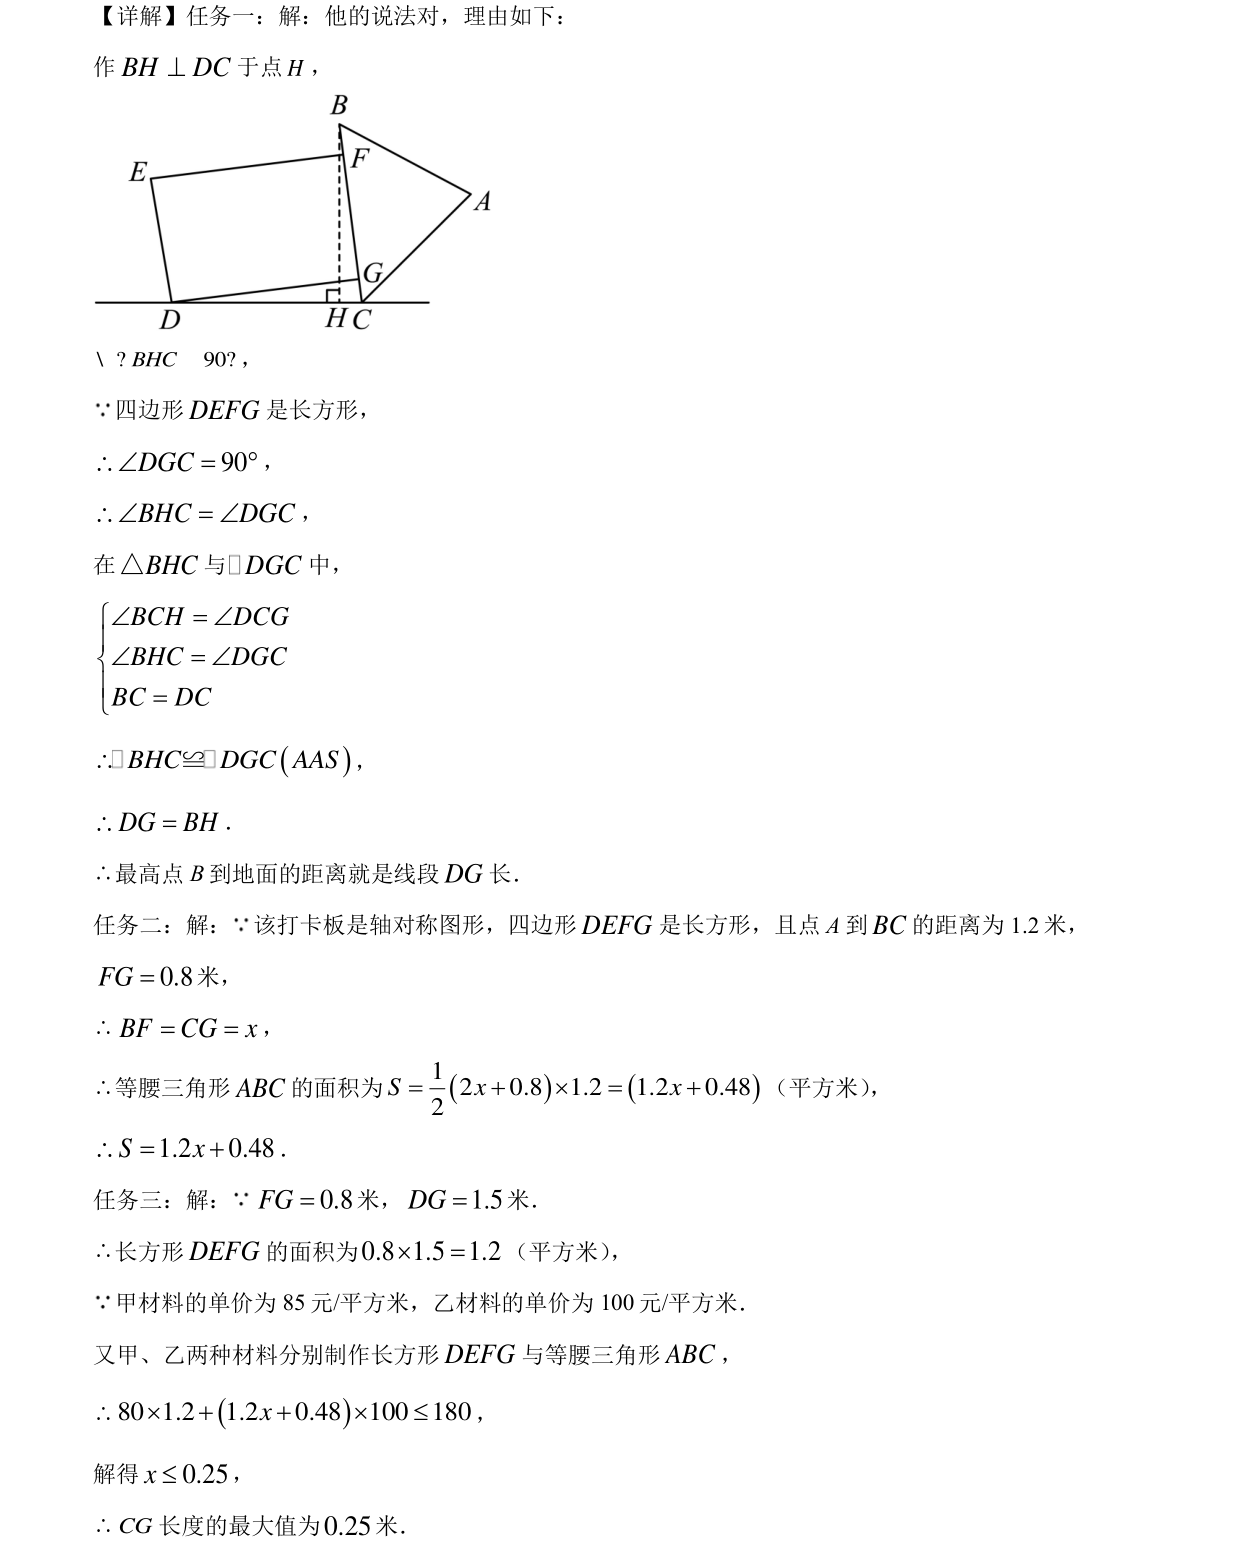 【详解】任务一：解：他的说法对，理由如下：
作 BH ⊥ DC 于点 H ，
B
E
F
A
G
D
H C
\ ? BHC 90? ，
∵四边形 DEFG 是长方形，
∴∠DGC = 90° ，
∴∠BHC = ∠DGC ，
在 △BHC 与□DGC 中，
∠BCH = ∠DCG
∠BHC = ∠DGC
BC = DC
∴□BHC≌□DGC ( AAS ) ，
∴ DG = BH ．
∴最高点 B 到地面的距离就是线段 DG 长．
任务二：解：∵该打卡板是轴对称图形，四边形 DEFG 是长方形，且点 A 到 BC 的距离为 1.2 米，
FG = 0.8 米，
∴ BF = CG = x ，
∴等腰三角形 ABC 的面积为 S = 1/2 (2x + 0.8) × 1.2 = (1.2x + 0.48)（平方米），
∴ S = 1.2x + 0.48 ．
任务三：解：∵ FG = 0.8 米， DG = 1.5 米．
∴长方形 DEFG 的面积为 0.8 × 1.5 = 1.2（平方米），
∵甲材料的单价为 85 元/平方米，乙材料的单价为 100 元/平方米．
又甲、乙两种材料分别制作长方形 DEFG 与等腰三角形 ABC ，
∴ 80 × 1.2 + (1.2x + 0.48) × 100 ≤ 180 ，
解得 x ≤ 0.25 ，
∴ CG 长度的最大值为 0.25 米．